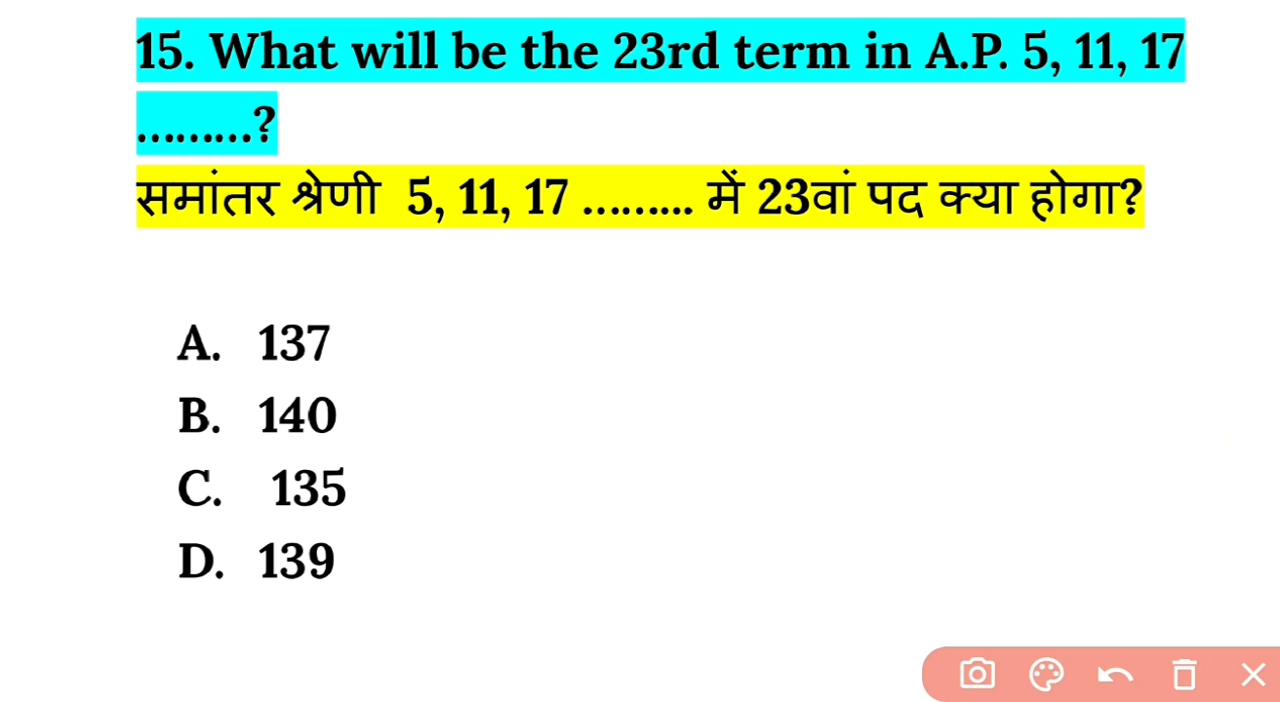 15. What will be the 23rd term in A.P. 5, 11, 17
………?
समांतर श्रेणी 5, 11, 17 ……... में 23वां पद क्या होगा?
A. 137
B. 140
C. 135
D. 139